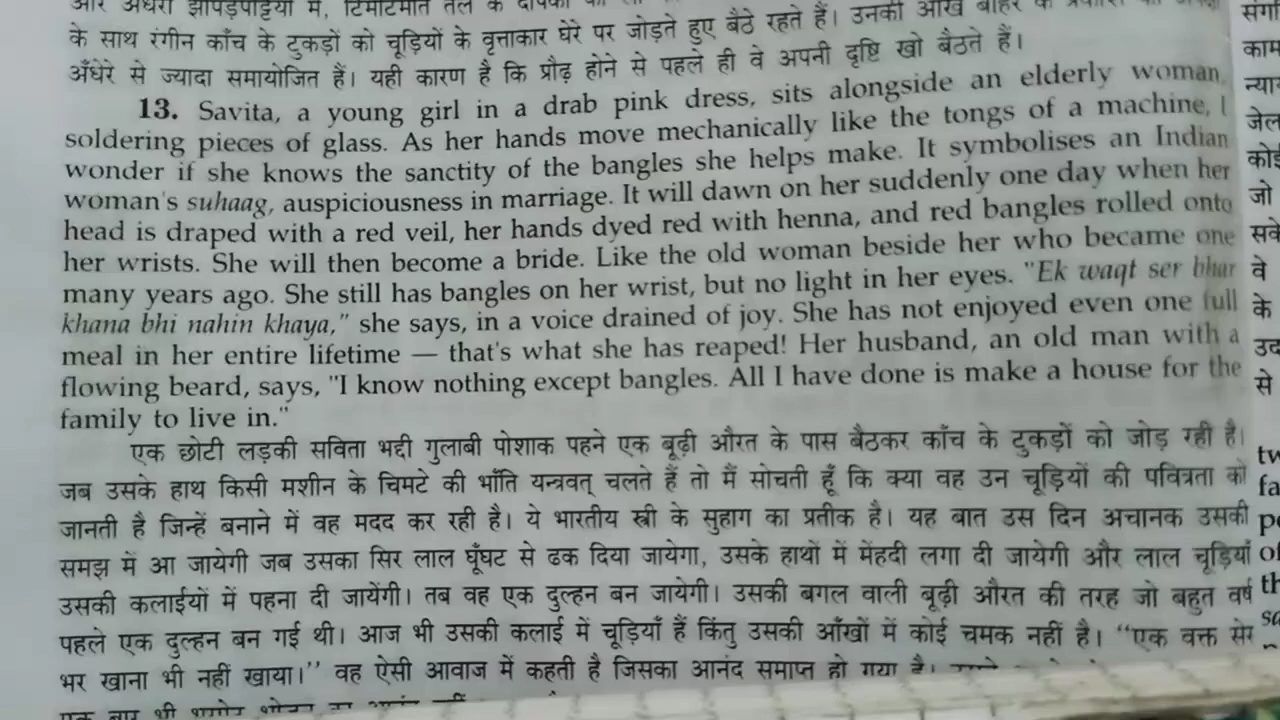 और अंधेरी झोंपड़पट्टियों में, टिमटिमाते तेल के दीपकों की लौ
के साथ रंगीन काँच के टुकड़ों को चूड़ियों के वृत्ताकार घेरे पर जोड़ते हुए बैठे रहते हैं। उनकी आँखें बाहर के
अँधेरे से ज्यादा समायोजित हैं। यही कारण है कि प्रौढ़ होने से पहले ही वे अपनी दृष्टि खो बैठते हैं।
13. Savita, a young girl in a drab pink dress, sits alongside an elderly woman,
soldering pieces of glass. As her hands move mechanically like the tongs of a machine, I
wonder if she knows the sanctity of the bangles she helps make. It symbolises an Indian
woman's suhaag, auspiciousness in marriage. It will dawn on her suddenly one day when her
head is draped with a red veil, her hands dyed red with henna, and red bangles rolled onto
her wrists. She will then become a bride. Like the old woman beside her who became one
many years ago. She still has bangles on her wrist, but no light in her eyes. "Ek waqt ser bhar
khana bhi nahin khaya," she says, in a voice drained of joy. She has not enjoyed even one full
meal in her entire lifetime — that's what she has reaped! Her husband, an old man with a
flowing beard, says, "I know nothing except bangles. All I have done is make a house for the
family to live in."
एक छोटी लड़की सविता भद्दी गुलाबी पोशाक पहने एक बूढ़ी औरत के पास बैठकर काँच के टुकड़ों को जोड़ रही है।
जब उसके हाथ किसी मशीन के चिमटे की भाँति यन्त्रवत् चलते हैं तो मैं सोचती हूँ कि क्या वह उन चूड़ियों की पवित्रता को
जानती है जिन्हें बनाने में वह मदद कर रही है। ये भारतीय स्त्री के सुहाग का प्रतीक है। यह बात उस दिन अचानक उसकी
समझ में आ जायेगी जब उसका सिर लाल घूँघट से ढक दिया जायेगा, उसके हाथों में मेंहदी लगा दी जायेगी और लाल चूड़ियाँ
उसकी कलाईयों में पहना दी जायेंगी। तब वह एक दुल्हन बन जायेगी। उसकी बगल वाली बूढ़ी औरत की तरह जो बहुत वर्ष
पहले एक दुल्हन बन गई थी। आज भी उसकी कलाई में चूड़ियाँ हैं किंतु उसकी आँखों में कोई चमक नहीं है। “एक वक्त सेर
भर खाना भी नहीं खाया।” वह ऐसी आवाज में कहती है जिसका आनंद समाप्त हो गया है।
एक बार भी
काम
जेल
कोई
जो
वे
के
से
of